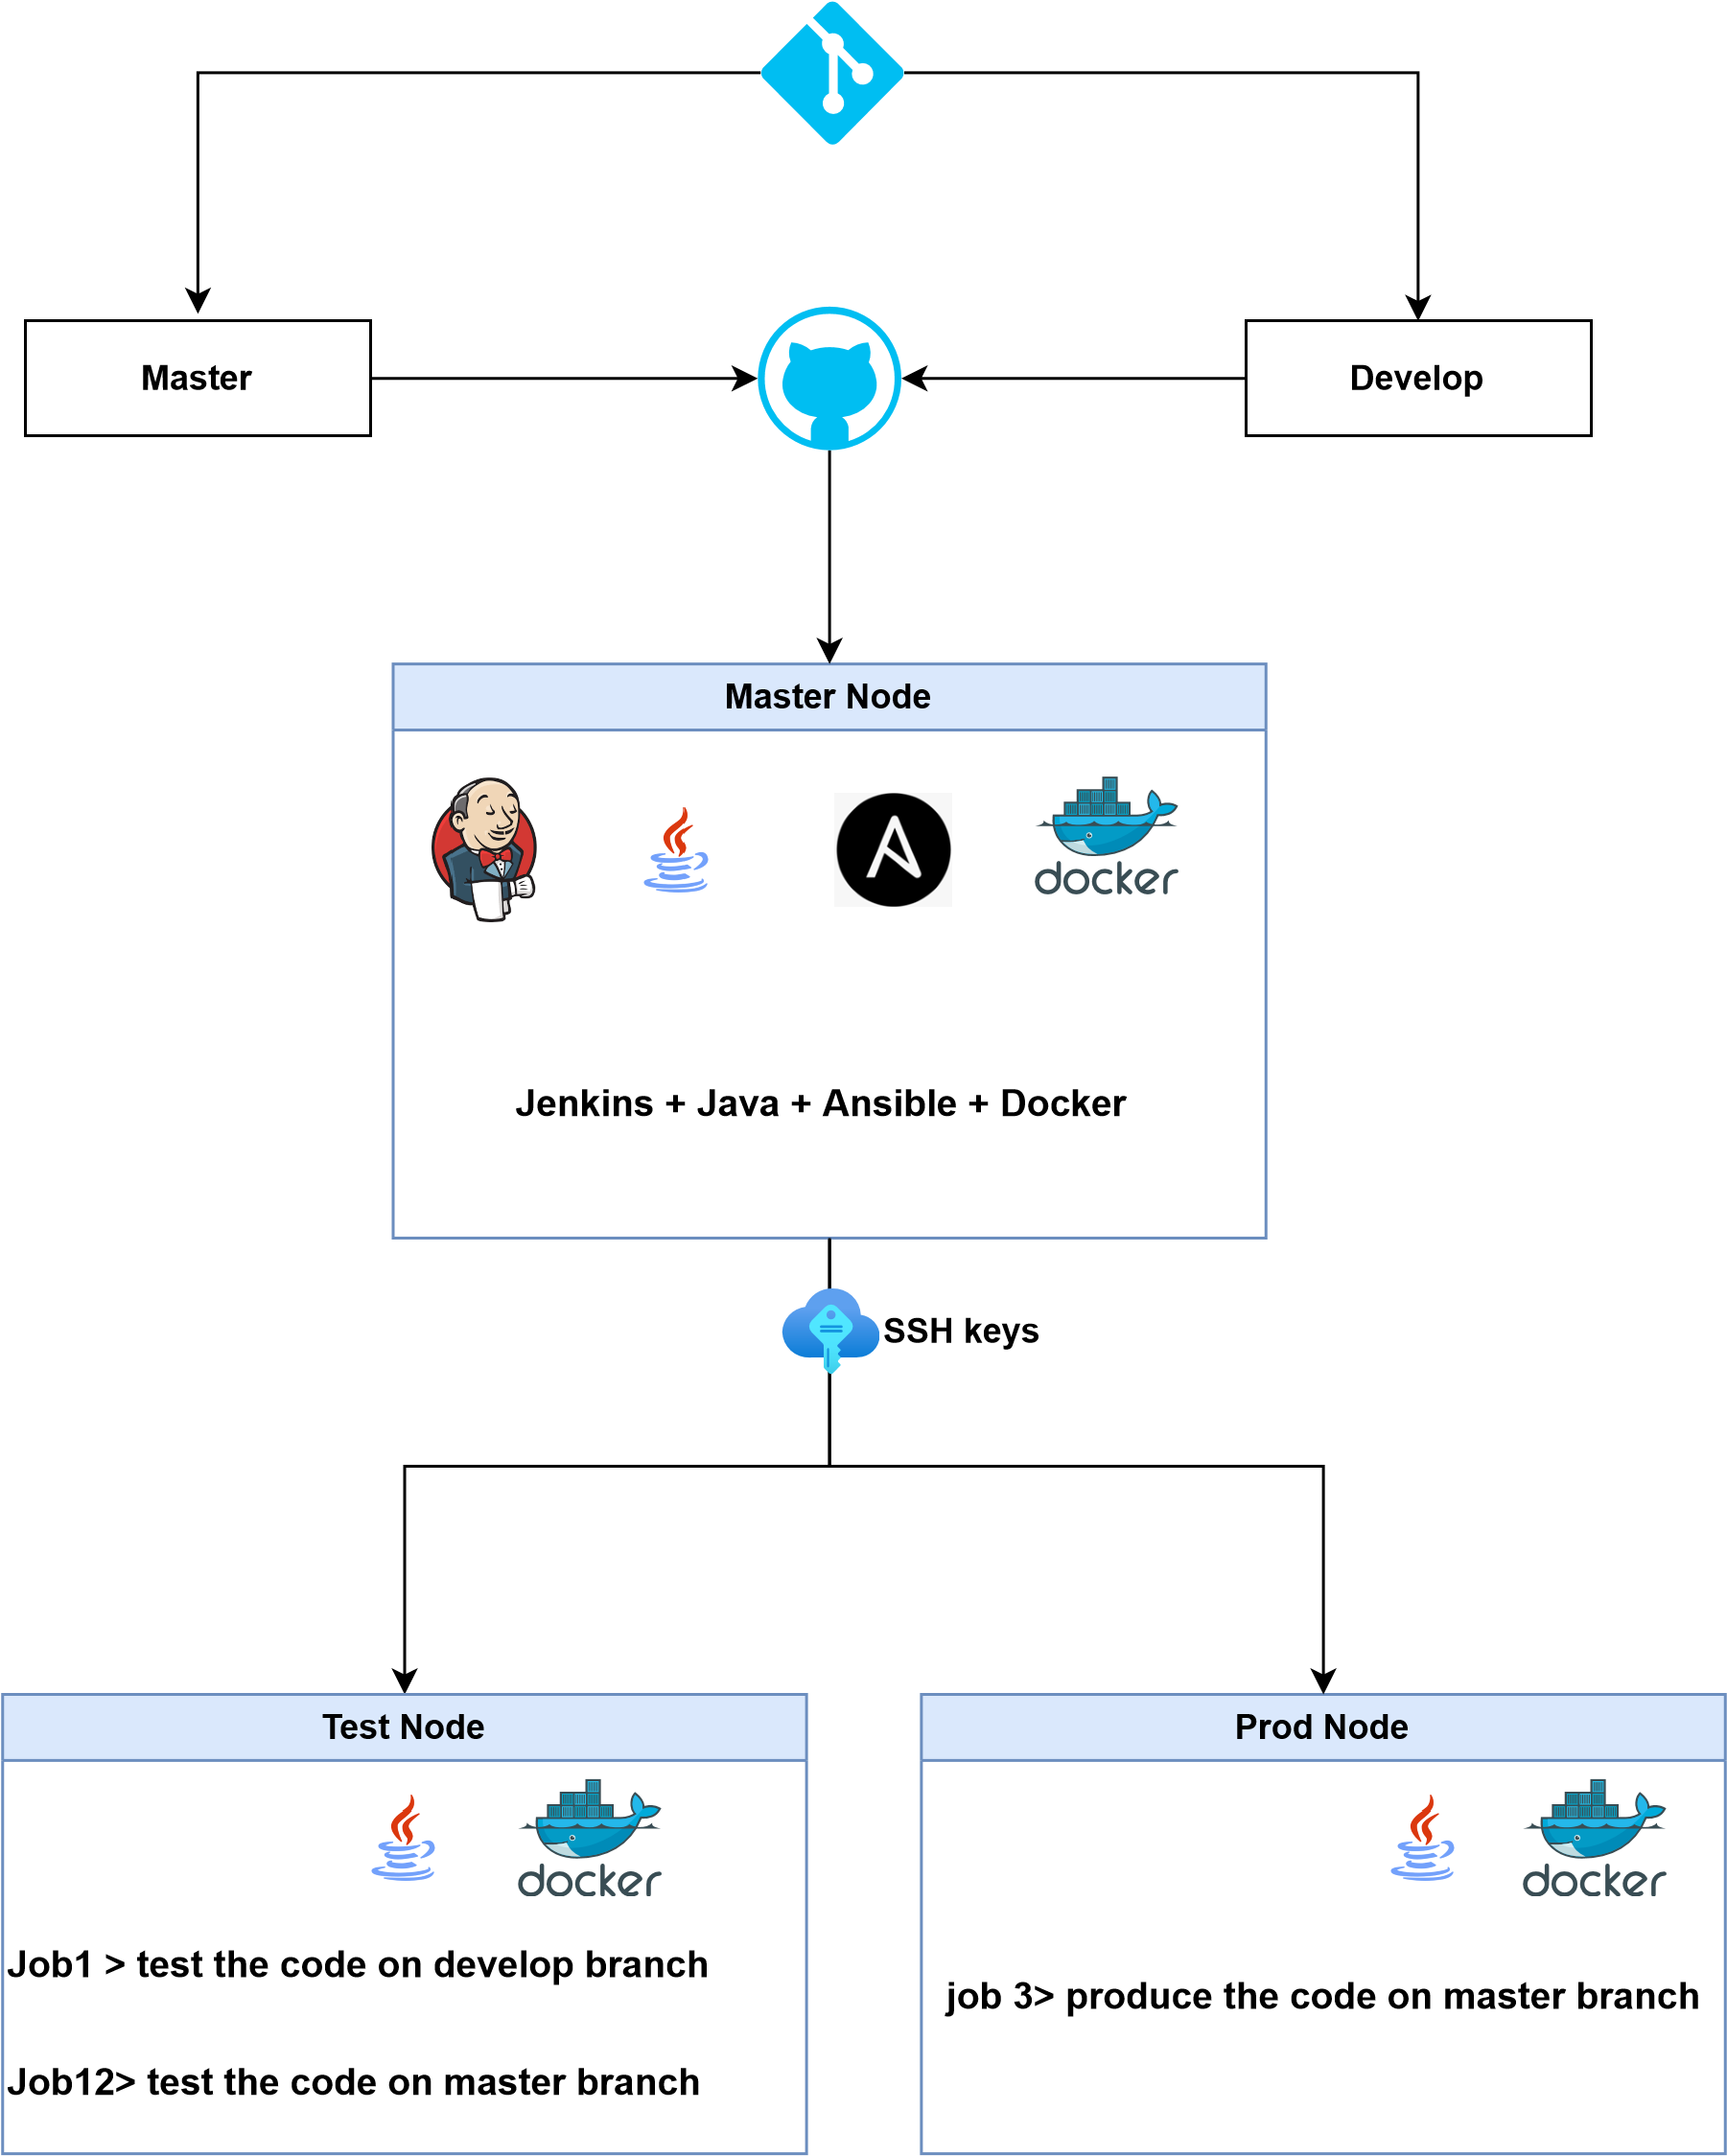 Master
Develop
Master Node
docker
Jenkins + Java + Ansible + Docker
SSH keys
Test Node
docker
Job1 > test the code on develop branch
Job12> test the code on master branch
Prod Node
docker
job 3> produce the code on master branch